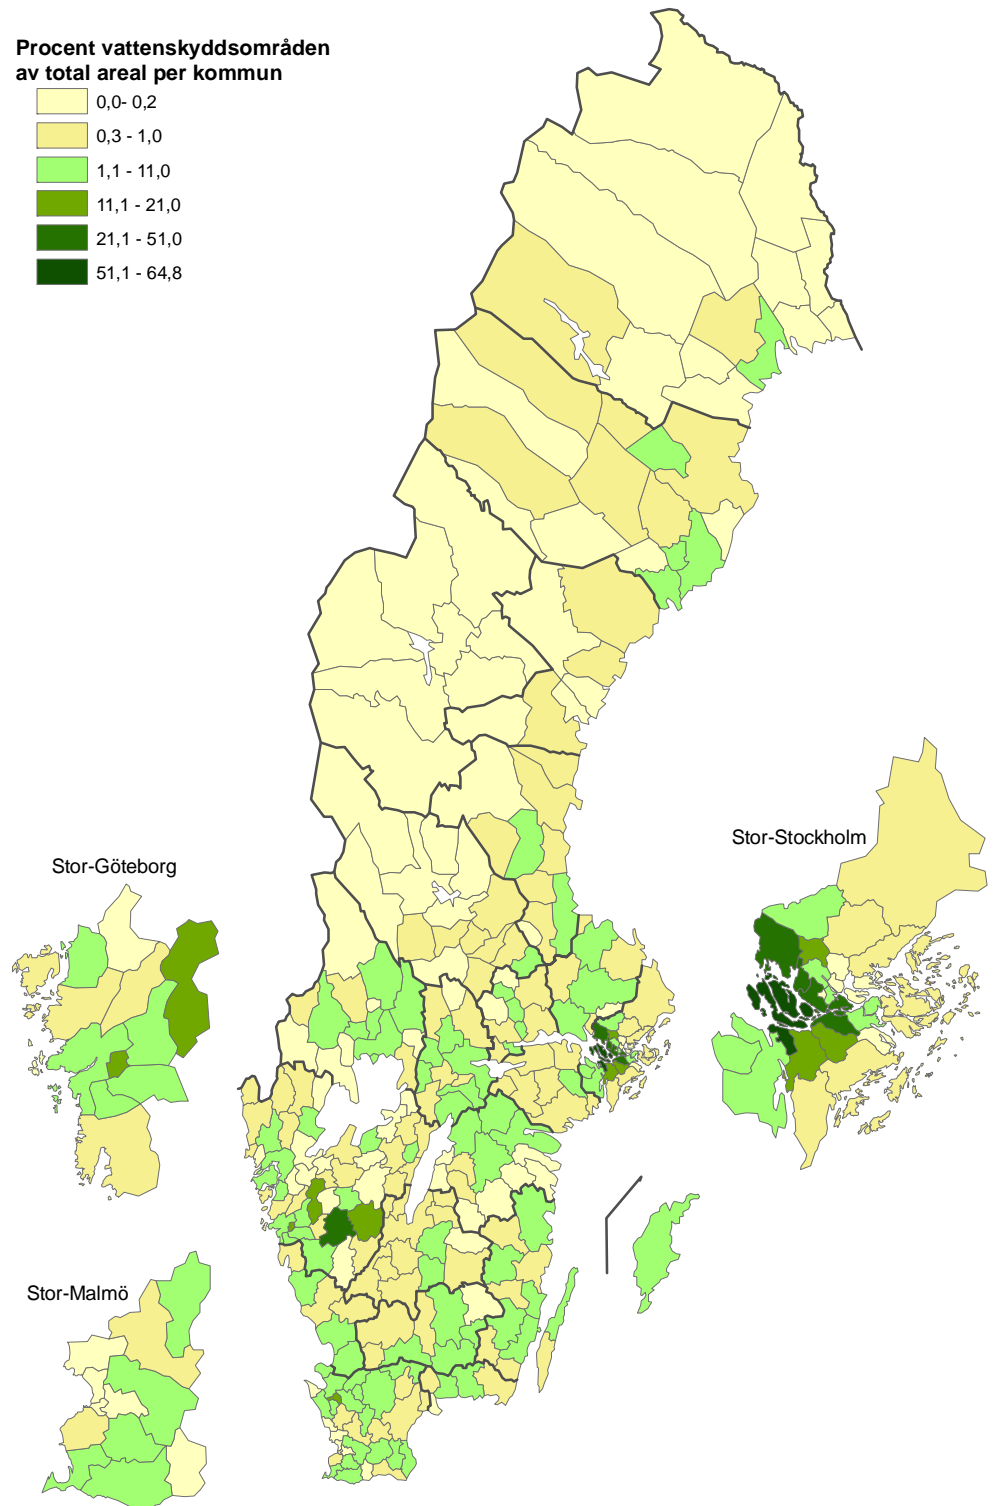 Procent vattenskyddsområden
av total areal per kommun
0,0- 0,2
0,3 - 1,0
1,1 - 11,0
11,1 - 21,0
21,1 - 51,0
51,1 - 64,8
Stor-Stockholm
Stor-Göteborg
Stor-Malmö